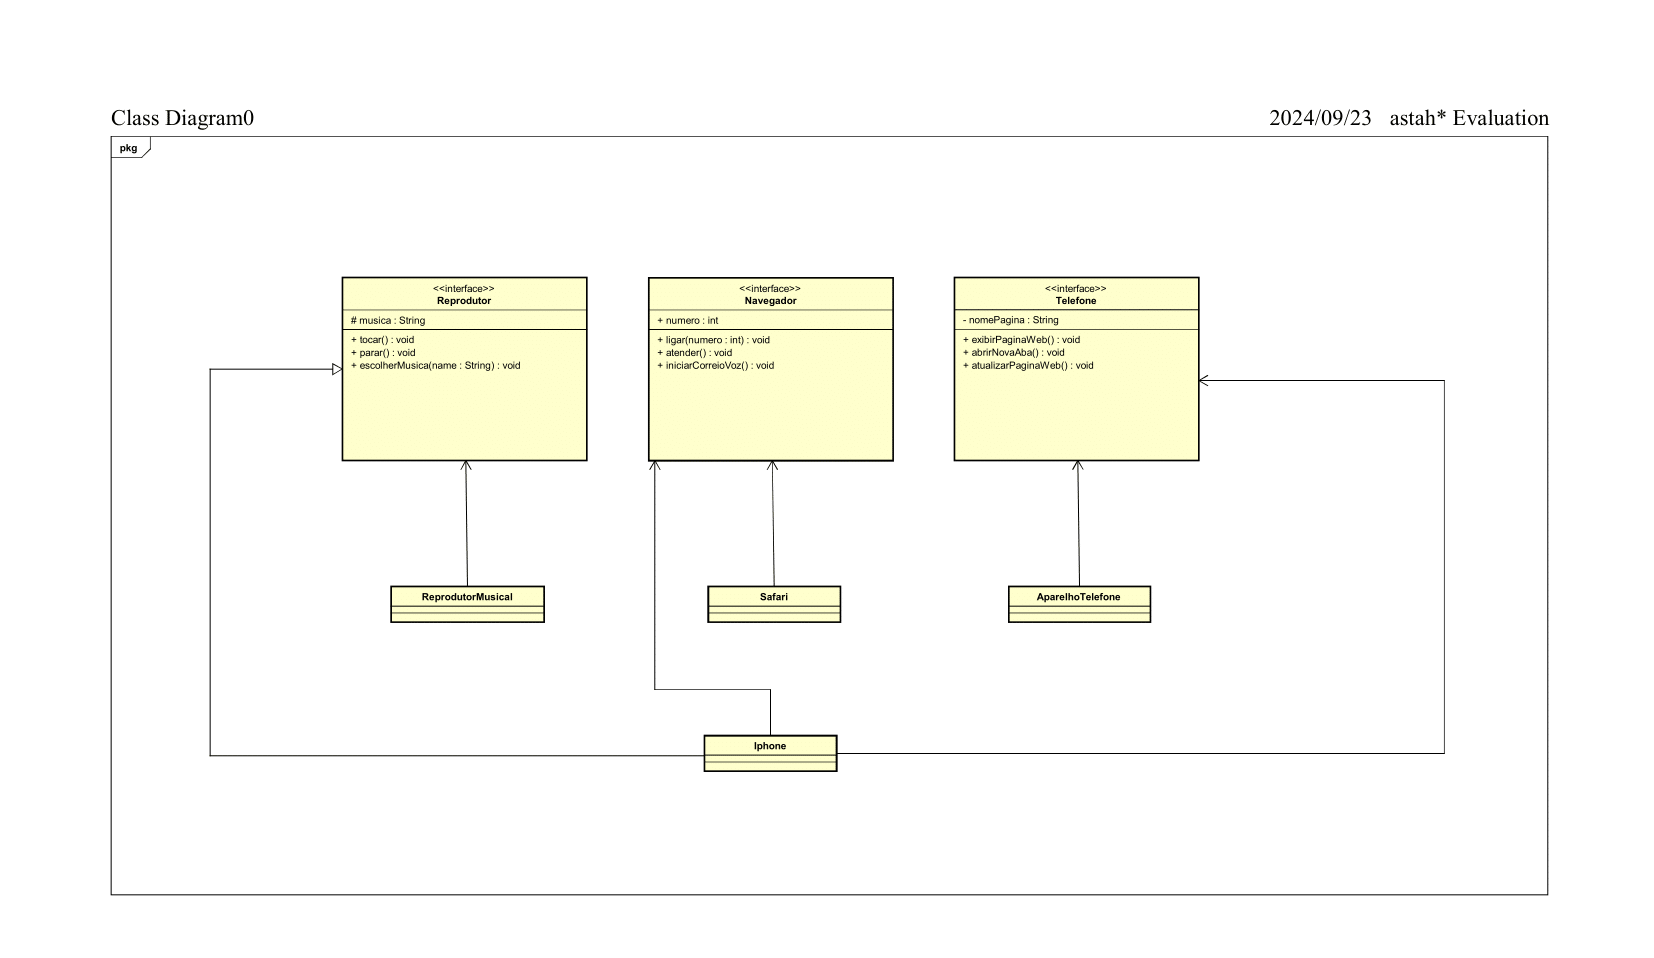 Class Diagram0
2024/09/23 astah* Evaluation
pkg
<<interface>>
Reprodutor
# musica : String
+ tocar() : void
+ parar() : void
+ escolherMusica(name : String) : void
<<interface>>
Navegador
+ numero : int
+ ligar(numero : int) : void
+ atender() : void
+ iniciarCorreioVoz() : void
<<interface>>
Telefone
- nomePagina : String
+ exibirPaginaWeb() : void
+ abrirNovaAba() : void
+ atualizarPaginaWeb() : void
ReprodutorMusical
Safari
AparelhoTelefone
Iphone